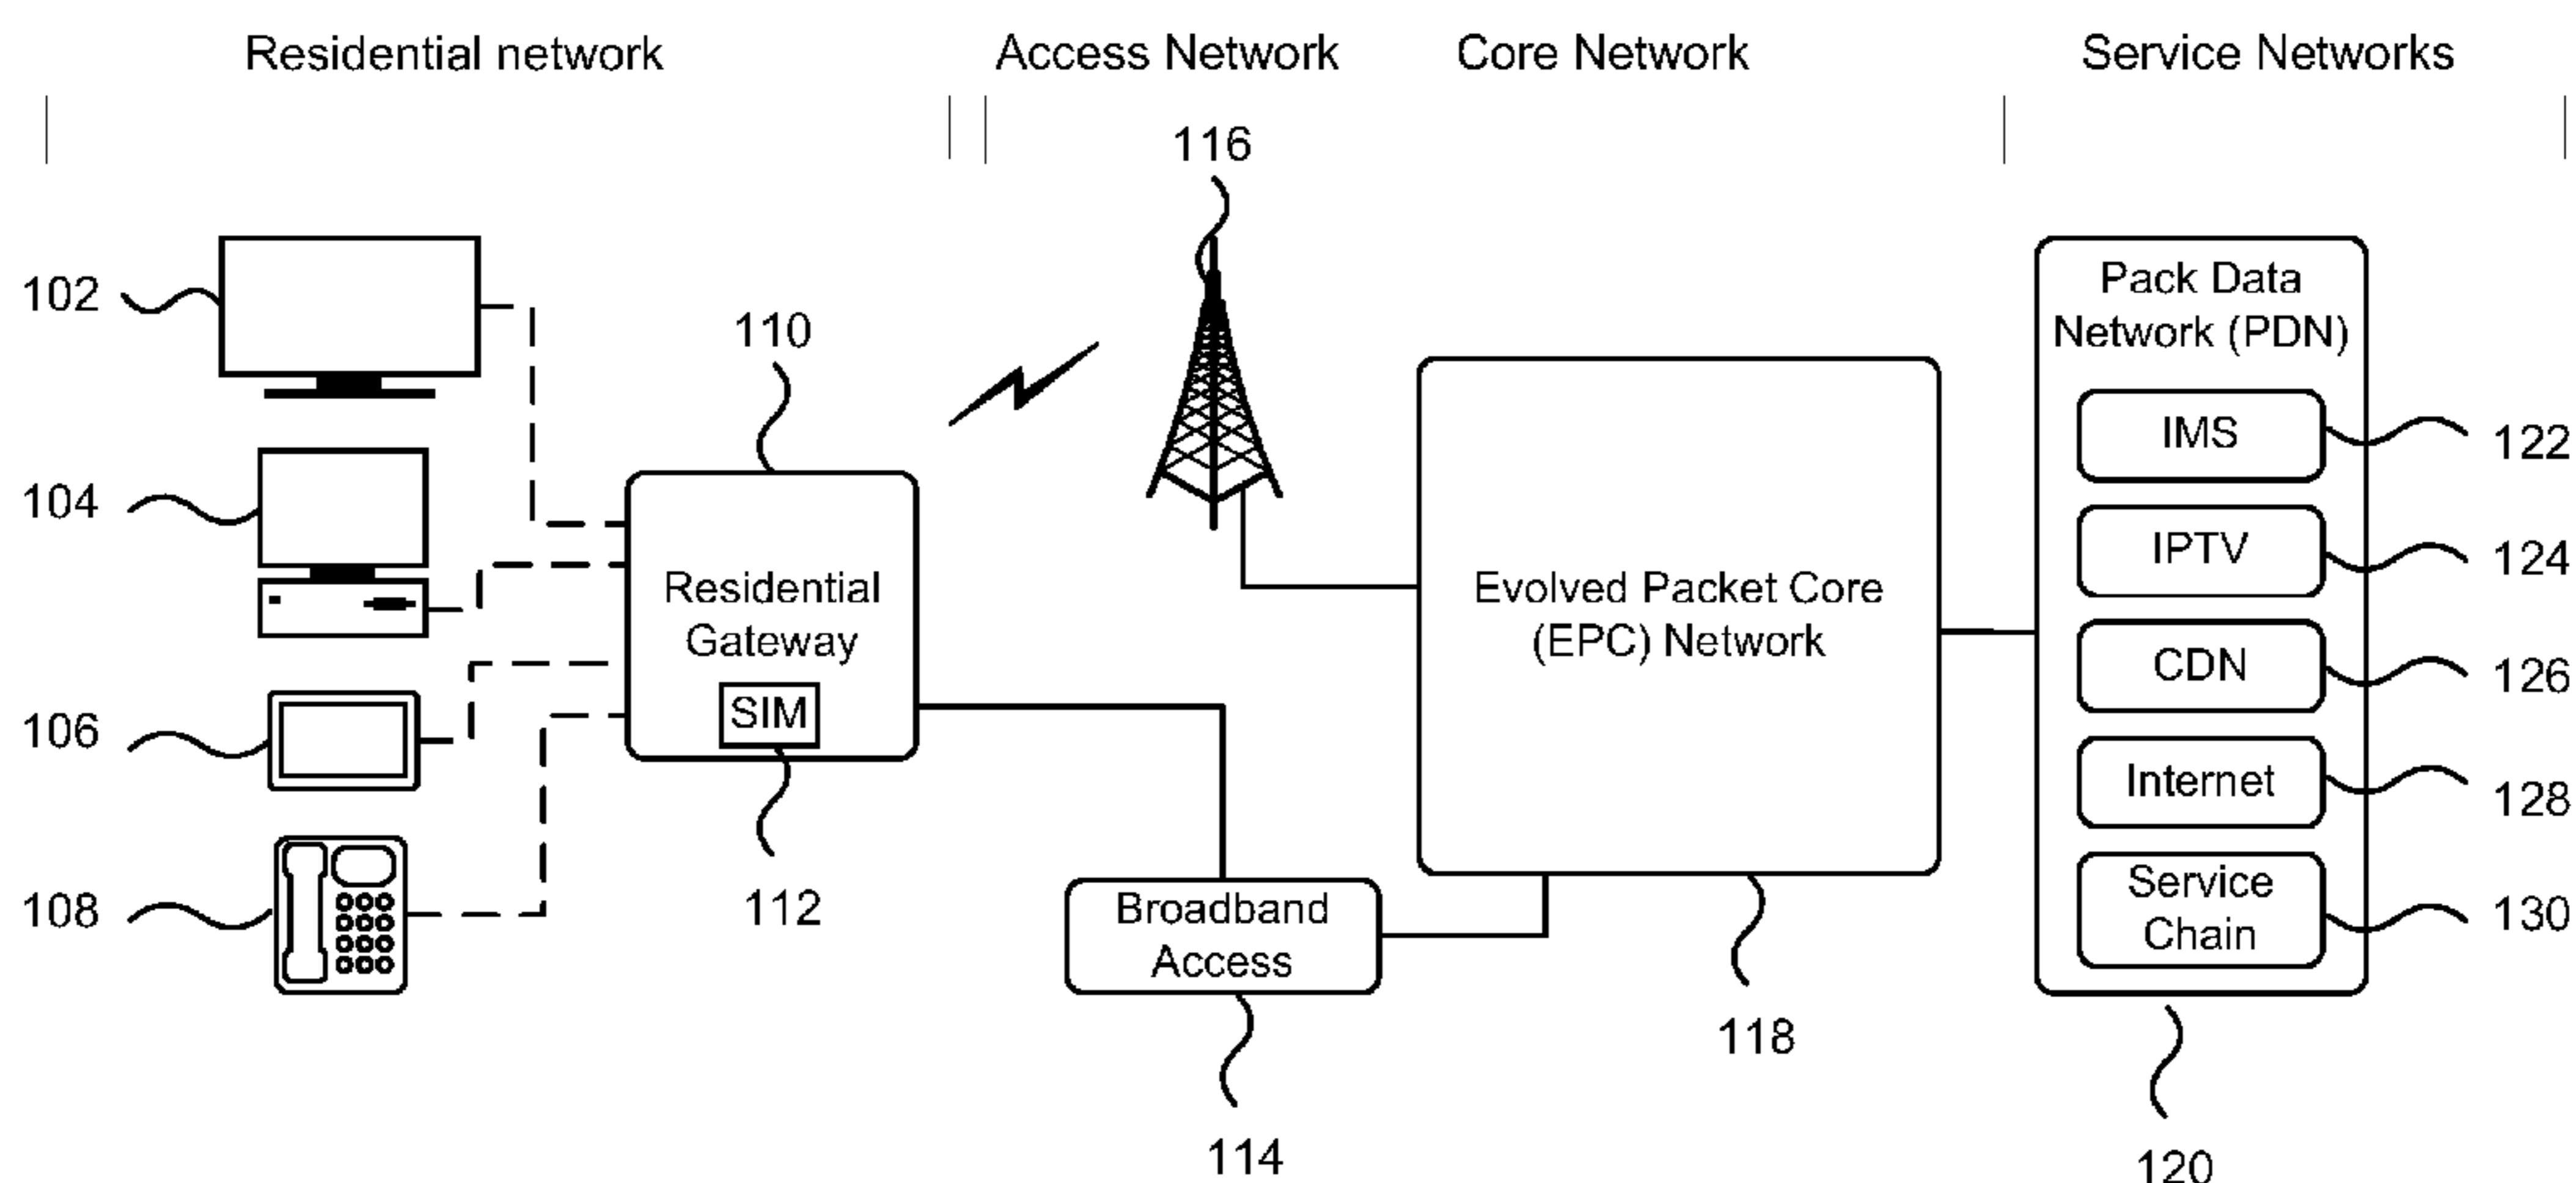 Residential network
Access Network
Core Network
Service Networks
116
102
110
Pack Data
Network (PDN)
IMS
122
104
IPTV
124
Residential
Gateway
Evolved Packet Core
(EPC) Network
CDN
126
SIM
106
Internet
128
112
108
Broadband
Access
Service
Chain
130
118
114
120